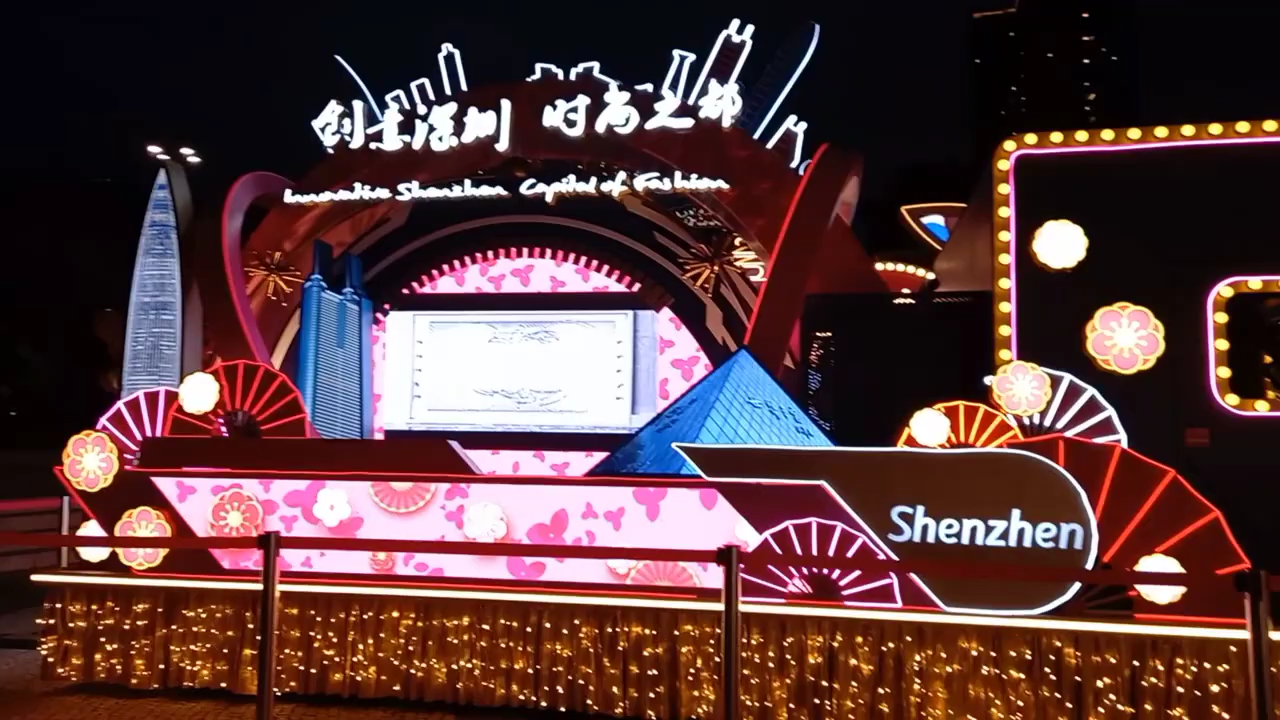 创意深圳 时尚之都
Innovative Shenzhen Capital of Fashion
Shenzhen